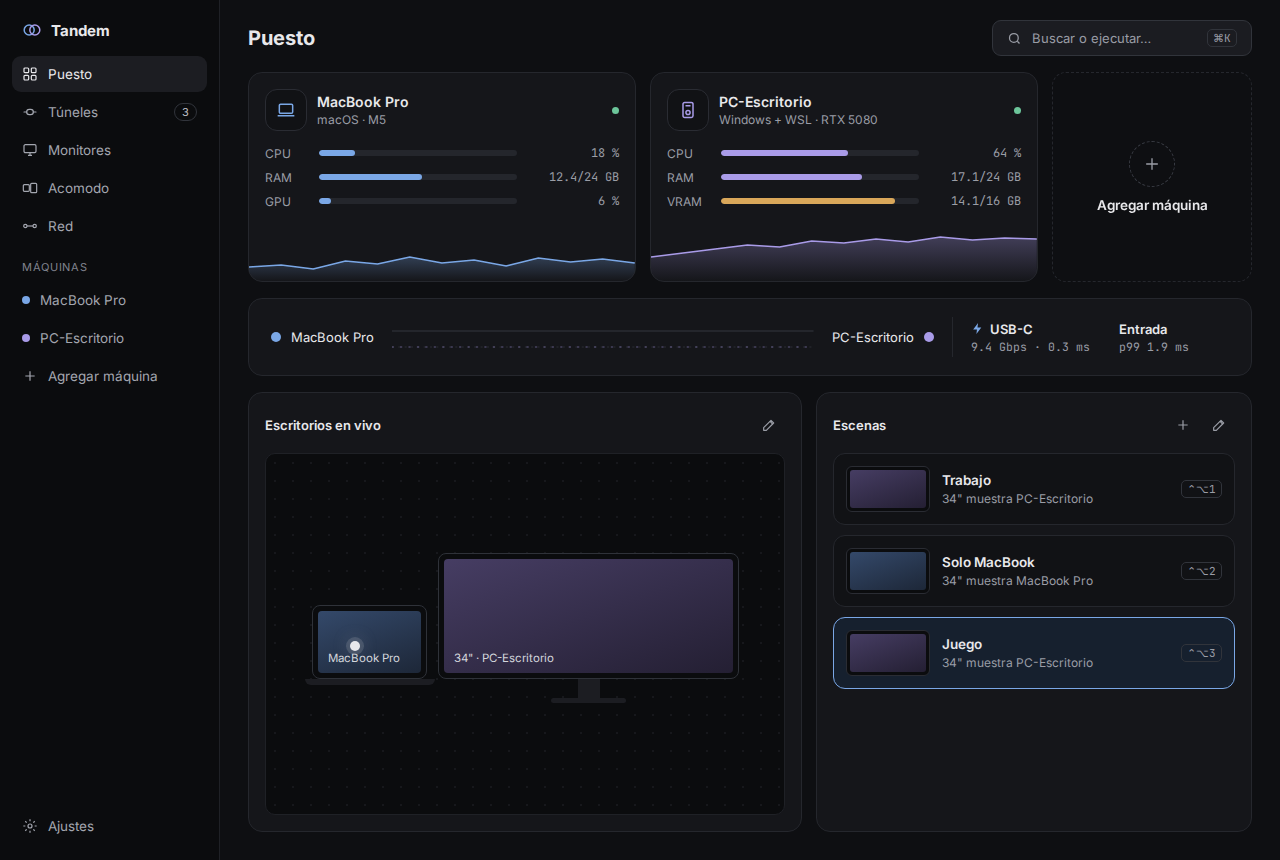 Tandem
Puesto
Túneles
3
Monitores
Acomodo
Red
MÁQUINAS
MacBook Pro
PC-Escritorio
Agregar máquina
Ajustes
Puesto
Buscar o ejecutar...
⌘K
MacBook Pro
macOS · M5
CPU
18 %
RAM
12.4/24 GB
GPU
6 %
PC-Escritorio
Windows + WSL · RTX 5080
CPU
64 %
RAM
17.1/24 GB
VRAM
14.1/16 GB
Agregar máquina
MacBook Pro
PC-Escritorio
USB-C
9.4 Gbps · 0.3 ms
Entrada
p99 1.9 ms
Escritorios en vivo
MacBook Pro
34" · PC-Escritorio
Escenas
Trabajo
34" muestra PC-Escritorio
⌃⌥1
Solo MacBook
34" muestra MacBook Pro
⌃⌥2
Juego
34" muestra PC-Escritorio
⌃⌥3